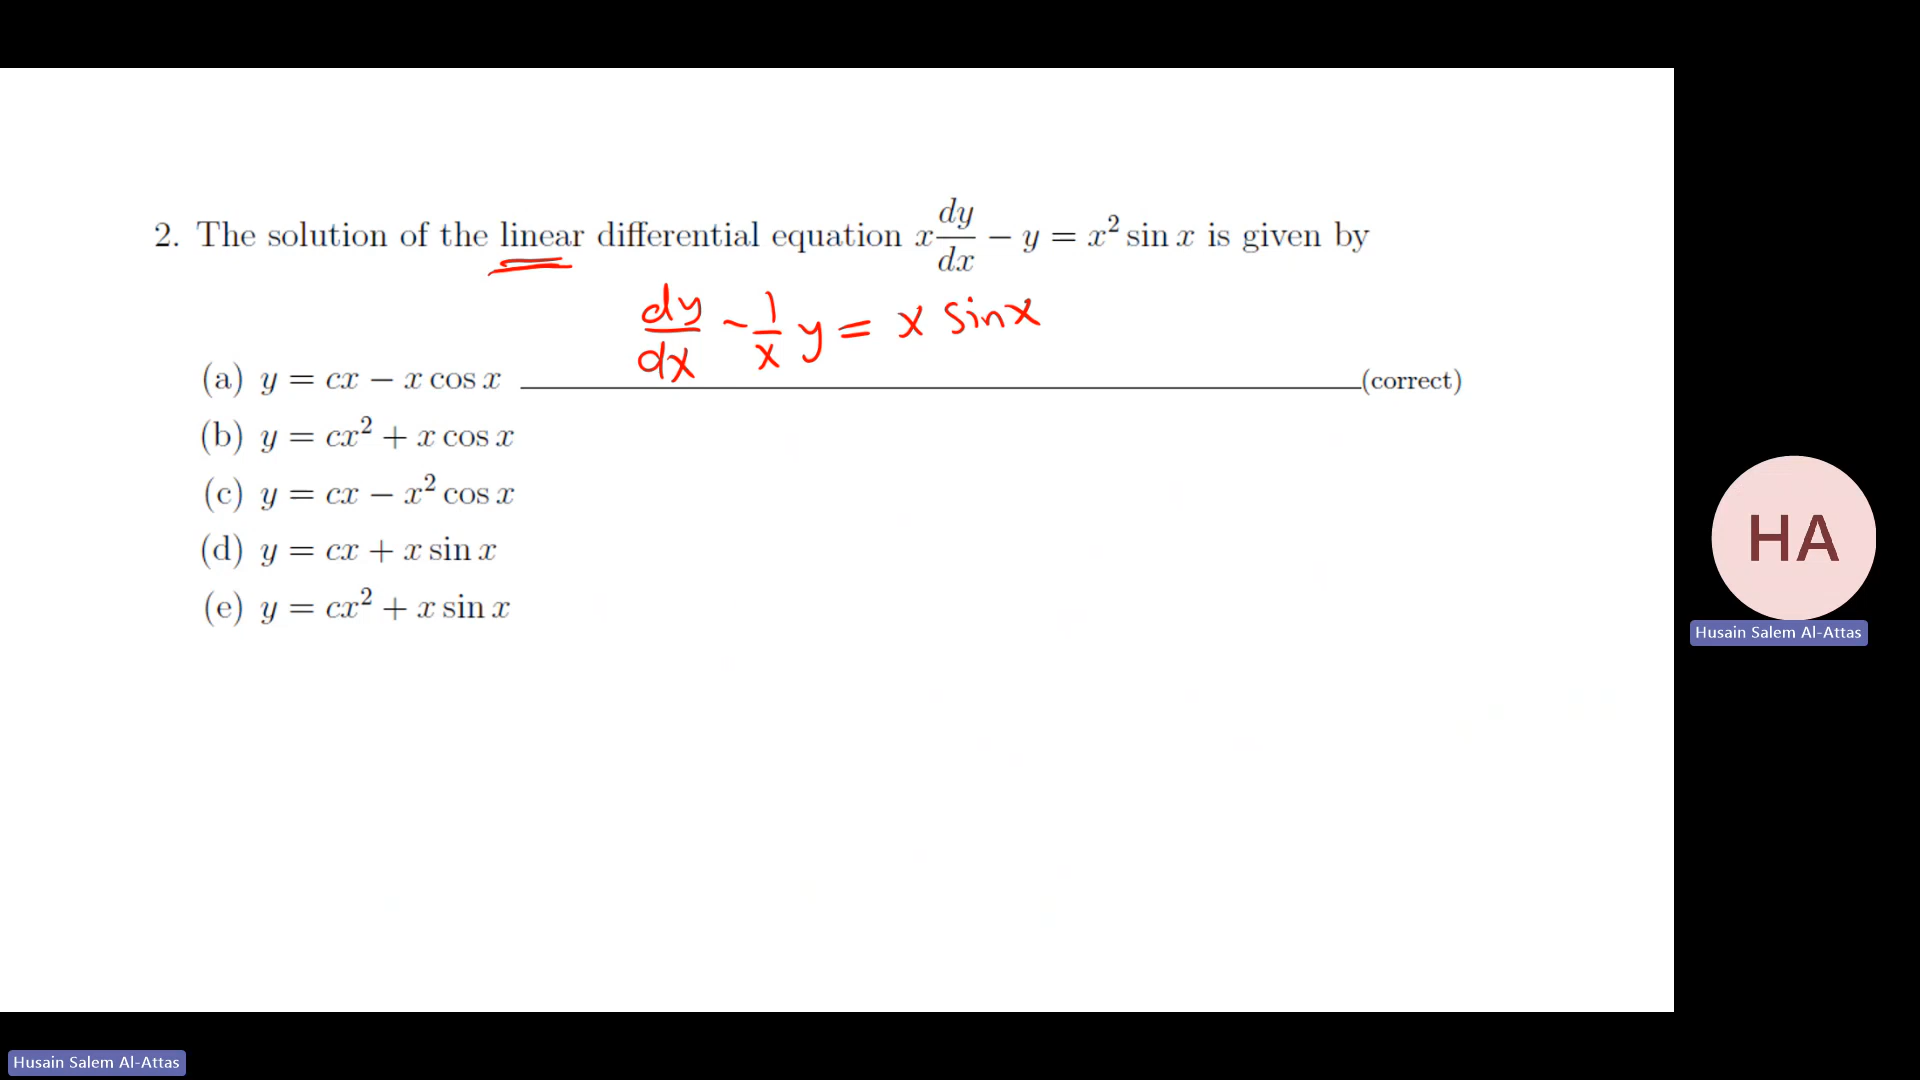 2. The solution of the linear differential equation x dy/dx − y = x² sin x is given by
dy/dx − 1/x y = x sin x
(a) y = cx − x cos x (correct)
(b) y = cx² + x cos x
(c) y = cx − x² cos x
(d) y = cx + x sin x
(e) y = cx² + x sin x
HA
Husain Salem Al-Attas
Husain Salem Al-Attas